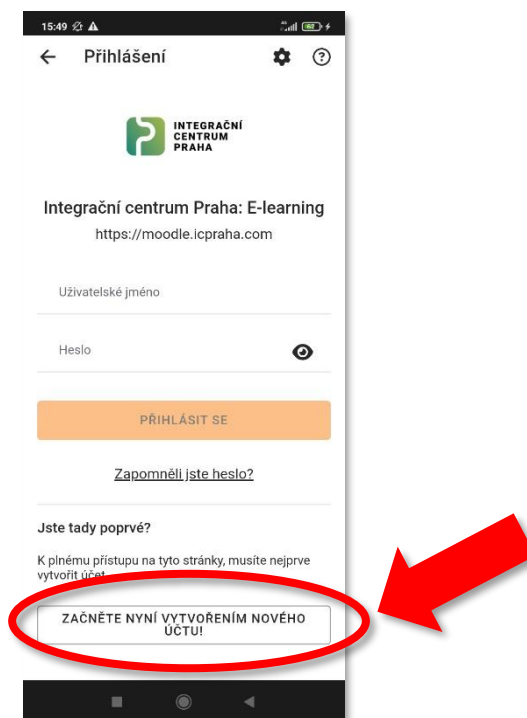 15:49
62
Přihlášení
INTEGRAČNÍ
CENTRUM
PRAHA
Integrační centrum Praha: E-learning
https://moodle.icpraha.com
Uživatelské jméno
Heslo
PŘIHLÁSIT SE
Zapomněli jste heslo?
Jste tady poprvé?
K plnému přístupu na tyto stránky, musíte nejprve
vytvořit účet.
ZAČNĚTE NYNÍ VYTVOŘENÍM NOVÉHO
ÚČTU!